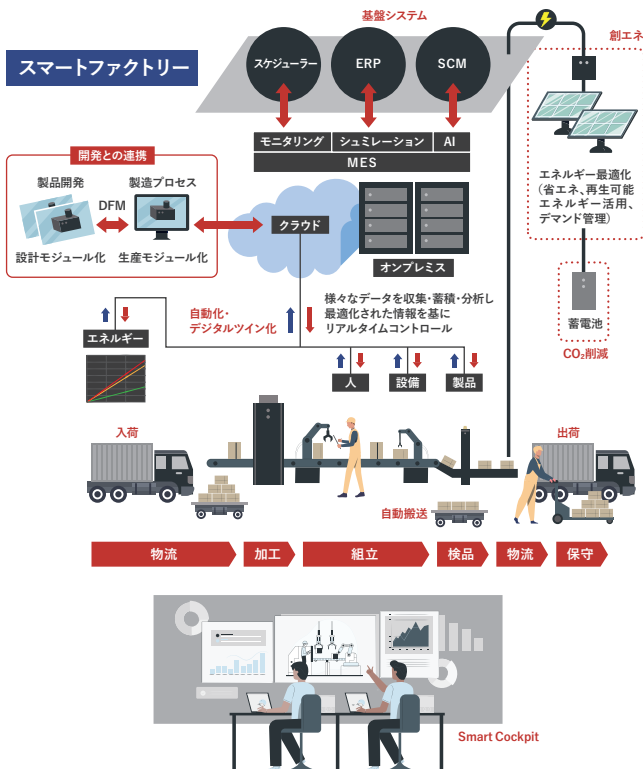 基盤システム
創エネ
スマートファクトリー
スケジューラー
ERP
SCM
モニタリング
シュミレーション
AI
MES
開発との連携
製品開発
製造プロセス
DFM
設計モジュール化
生産モジュール化
クラウド
オンプレミス
エネルギー最適化
(省エネ、再生可能
エネルギー活用、
デマンド管理)
蓄電池
CO₂削減
自動化・
デジタルツイン化
様々なデータを収集・蓄積・分析し
最適化された情報を基に
リアルタイムコントロール
エネルギー
人
設備
製品
入荷
出荷
自動搬送
物流
加工
組立
検品
物流
保守
Smart Cockpit